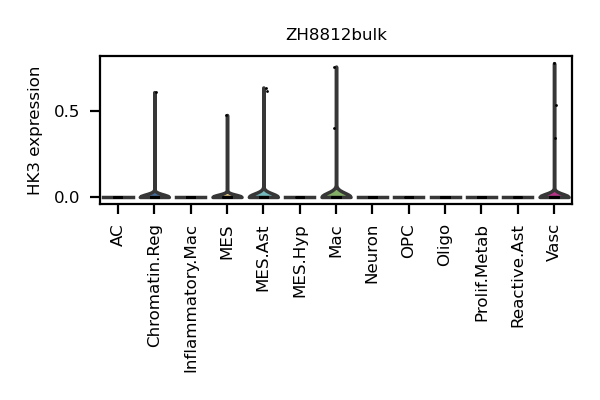 ZH8812bulk
HK3 expression
0.5
0.0
AC
Chromatin.Reg
Inflammatory.Mac
MES
MES.Ast
MES.Hyp
Mac
Neuron
OPC
Oligo
Prolif.Metab
Reactive.Ast
Vasc